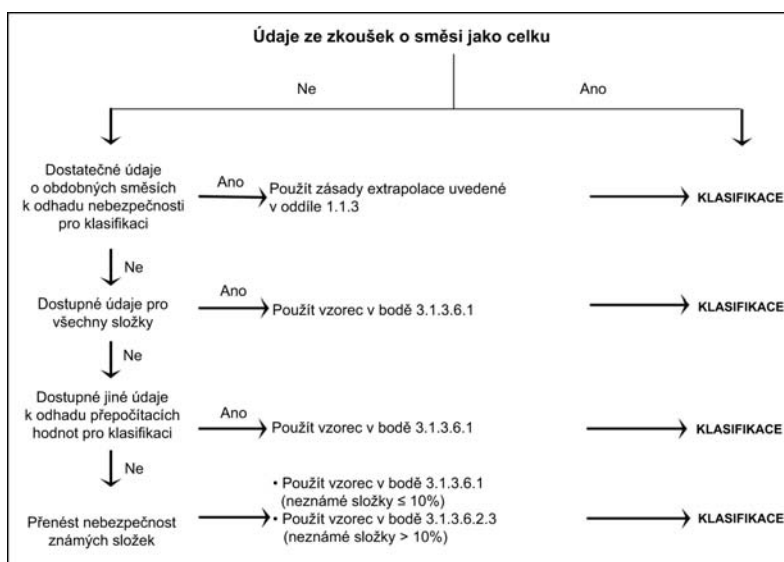 Údaje ze zkoušek o směsi jako celku
Ne
Ano
Dostatečné údaje
o obdobných směsích
k odhadu nebezpečnosti
pro klasifikaci
Ano
Použít zásady extrapolace uvedené
v oddíle 1.1.3
KLASIFIKACE
Ne
Dostupné údaje pro
všechny složky
Ano
Použít vzorec v bodě 3.1.3.6.1
KLASIFIKACE
Ne
Dostupné jiné údaje
k odhadu přepočítacích
hodnot pro klasifikaci
Ano
Použít vzorec v bodě 3.1.3.6.1
KLASIFIKACE
Ne
Přenést nebezpečnost
známých složek
• Použít vzorec v bodě 3.1.3.6.1
(neznámé složky ≤ 10%)
• Použít vzorec v bodě 3.1.3.6.2.3
(neznámé složky > 10%)
KLASIFIKACE